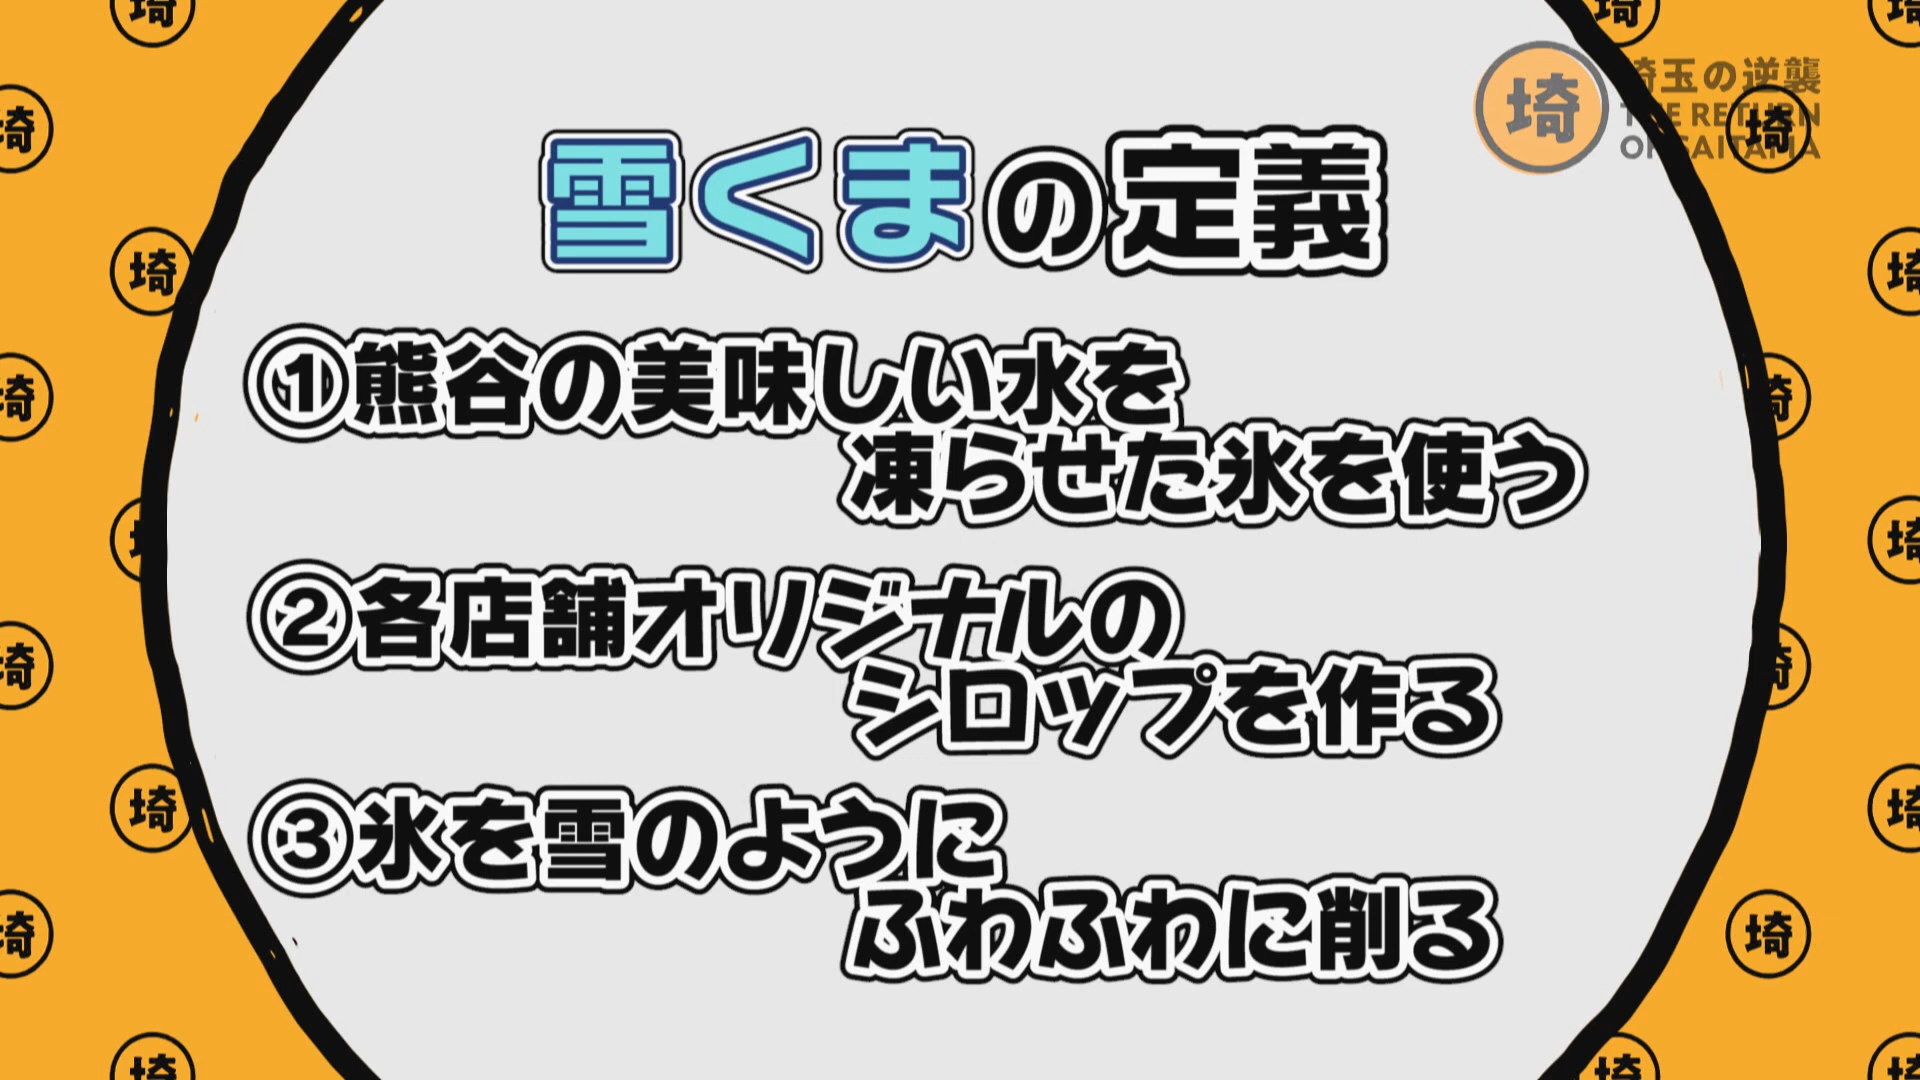 埼玉の逆襲
THE RETURN
OF SAITAMA
埼
雪くまの定義
①熊谷の美味しい水を
凍らせた氷を使う
②各店舗オリジナルの
シロップを作る
③氷を雪のように
ふわふわに削る